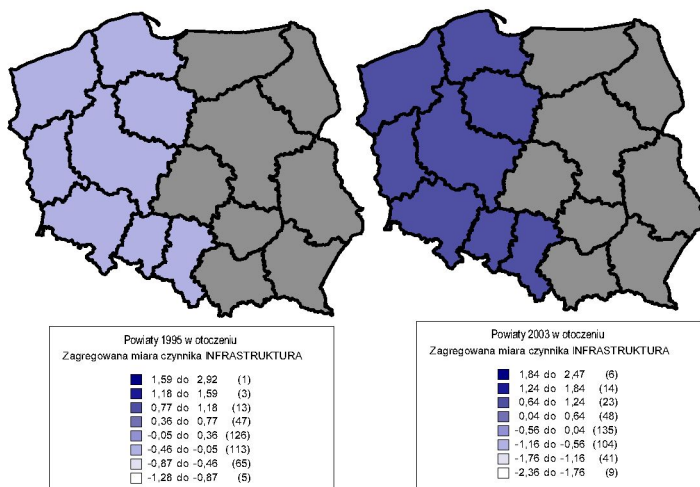 Powiaty 1995 w otoczeniu
Zagregowana miara czynnika INFRASTRUKTURA
1,59 do 2,92 (1)
1,18 do 1,59 (3)
0,77 do 1,18 (13)
0,36 do 0,77 (47)
-0,05 do 0,36 (126)
-0,46 do -0,05 (113)
-0,87 do -0,46 (65)
-1,28 do -0,87 (5)
Powiaty 2003 w otoczeniu
Zagregowana miara czynnika INFRASTRUKTURA
1,84 do 2,47 (6)
1,24 do 1,84 (14)
0,64 do 1,24 (23)
0,04 do 0,64 (48)
-0,56 do 0,04 (135)
-1,16 do -0,56 (104)
-1,76 do -1,16 (41)
-2,36 do -1,76 (9)